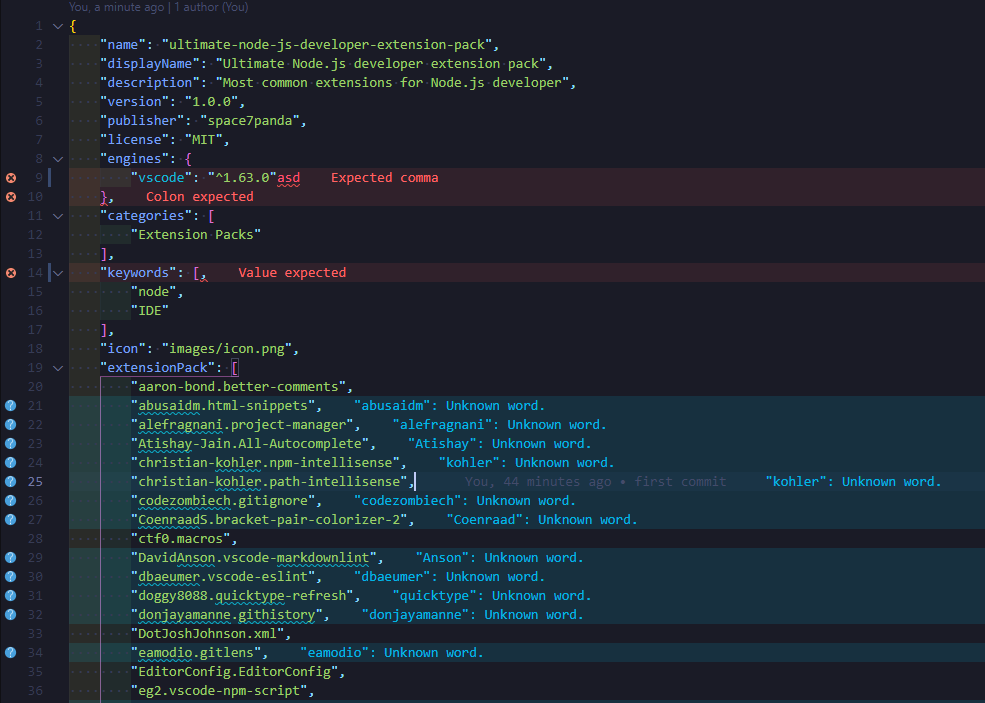 You, a minute ago | 1 author (You)
1 {
2 "name": "ultimate-node-js-developer-extension-pack",
3 "displayName": "Ultimate Node.js developer extension pack",
4 "description": "Most common extensions for Node.js developer",
5 "version": "1.0.0",
6 "publisher": "space7panda",
7 "license": "MIT",
8 "engines": {
9 "vscode": "^1.63.0"asd Expected comma
10 }, Colon expected
11 "categories": [
12 "Extension Packs"
13 ],
14 "keywords": [, Value expected
15 "node",
16 "IDE"
17 ],
18 "icon": "images/icon.png",
19 "extensionPack": [
20 "aaron-bond.better-comments",
21 "abusaidm.html-snippets", "abusaidm": Unknown word.
22 "alefragnani.project-manager", "alefragnani": Unknown word.
23 "Atishay-Jain.All-Autocomplete", "Atishay": Unknown word.
24 "christian-kohler.npm-intellisense", "kohler": Unknown word.
25 "christian-kohler.path-intellisense", You, 44 minutes ago • first commit "kohler": Unknown word.
26 "codezombiech.gitignore", "codezombiech": Unknown word.
27 "CoenraadS.bracket-pair-colorizer-2", "Coenraad": Unknown word.
28 "ctf0.macros",
29 "DavidAnson.vscode-markdownlint", "Anson": Unknown word.
30 "dbaeumer.vscode-eslint", "dbaeumer": Unknown word.
31 "doggy8088.quicktype-refresh", "quicktype": Unknown word.
32 "donjayamanne.githistory", "donjayamanne": Unknown word.
33 "DotJoshJohnson.xml",
34 "eamodio.gitlens", "eamodio": Unknown word.
35 "EditorConfig.EditorConfig",
36 "eg2.vscode-npm-script",